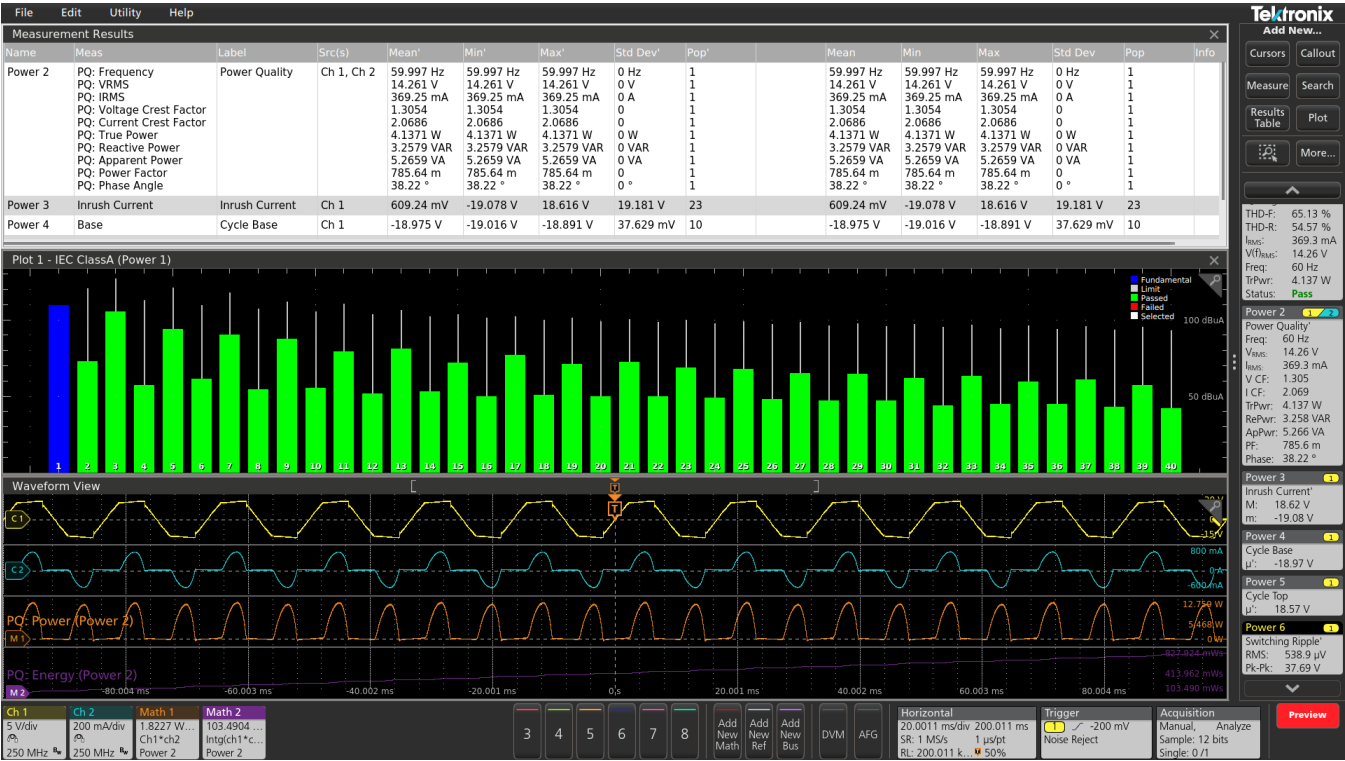 File Edit Utility Help
Tektronix
Measurement Results
Add New...
Name Meas Label Src(s) Mean' Min' Max' Std Dev' Pop' Mean Min Max Std Dev Pop Info
Cursors Callout
Power 2 PQ: Frequency Power Quality Ch 1, Ch 2 59.997 Hz 59.997 Hz 59.997 Hz 0 Hz 1 59.997 Hz 59.997 Hz 59.997 Hz 0 Hz 1
PQ: VRMS 14.261 V 14.261 V 14.261 V 0 V 1 14.261 V 14.261 V 14.261 V 0 V 1
PQ: IRMS 369.25 mA 369.25 mA 369.25 mA 0 A 1 369.25 mA 369.25 mA 369.25 mA 0 A 1
PQ: Voltage Crest Factor 1.3054 1.3054 1.3054 0 1 1.3054 1.3054 1.3054 0 1
PQ: Current Crest Factor 2.0686 2.0686 2.0686 0 1 2.0686 2.0686 2.0686 0 1
PQ: True Power 4.1371 W 4.1371 W 4.1371 W 0 W 1 4.1371 W 4.1371 W 4.1371 W 0 W 1
PQ: Reactive Power 3.2579 VAR 3.2579 VAR 3.2579 VAR 0 VAR 1 3.2579 VAR 3.2579 VAR 3.2579 VAR 0 VAR 1
PQ: Apparent Power 5.2659 VA 5.2659 VA 5.2659 VA 0 VA 1 5.2659 VA 5.2659 VA 5.2659 VA 0 VA 1
PQ: Power Factor 785.64 m 785.64 m 785.64 m 0 1 785.64 m 785.64 m 785.64 m 0 1
PQ: Phase Angle 38.22 ° 38.22 ° 38.22 ° 0 ° 1 38.22 ° 38.22 ° 38.22 ° 0 ° 1
Power 3 Inrush Current Inrush Current Ch 1 609.24 mV -19.078 V 18.616 V 19.181 V 23 609.24 mV -19.078 V 18.616 V 19.181 V 23
Power 4 Base Cycle Base Ch 1 -18.975 V -19.016 V -18.891 V 37.629 mV 10 -18.975 V -19.016 V -18.891 V 37.629 mV 10
Measure Search
Results Table Plot
More...
THD-F: 65.13 %
THD-R: 54.57 %
IRMS: 369.3 mA
V(f)RMS: 14.26 V
Freq: 60 Hz
TrPwr: 4.137 W
Status: Pass
Power 2 1 2
Power Quality'
Freq: 60 Hz
VRMS: 14.26 V
IRMS: 369.3 mA
V CF: 1.305
I CF: 2.069
TrPwr: 4.137 W
RePwr: 3.258 VAR
ApPwr: 5.266 VA
PF: 785.6 m
Phase: 38.22 °
Power 3 1
Inrush Current'
M: 18.62 V
m: -19.08 V
Power 4 1
Cycle Base
µ': -18.97 V
Power 5 1
Cycle Top
µ': 18.57 V
Power 6 1
Switching Ripple'
RMS: 538.9 µV
Pk-Pk: 37.69 V
Plot 1 - IEC ClassA (Power 1)
Fundamental
Limit
Passed
Failed
Selected
100 dBuA
50 dBuA
1 2 3 4 5 6 7 8 9 10 11 12 13 14 15 16 17 18 19 20 21 22 23 24 25 26 27 28 29 30 31 32 33 34 35 36 37 38 39 40
Waveform View
T
T
C 1
20 V
-15 V
C 2
800 mA
0 A
-600 mA
PQ: Power (Power 2)
M 1
12.759 W
5.468 W
0 W
PQ: Energy (Power 2)
M 2
827.924 mWs
413.962 mWs
103.490 mWs
-80.004 ms -60.003 ms -40.002 ms -20.001 ms 0 s 20.001 ms 40.002 ms 60.003 ms 80.004 ms
Ch 1 Ch 2 Math 1 Math 2
5 V/div 200 mA/div 1.8227 W... 103.4904 ...
Ch1*ch2 Intg(ch1*c...
250 MHz Bw 250 MHz Bw Power 2 Power 2
3 4 5 6 7 8
Add New Math
Add New Ref
Add New Bus
DVM AFG
Horizontal
20.0011 ms/div 200.011 ms
SR: 1 MS/s 1 µs/pt
RL: 200.011 k... 50%
Trigger
1 -200 mV
Noise Reject
Acquisition
Manual, Analyze
Sample: 12 bits
Single: 0 /1
Preview